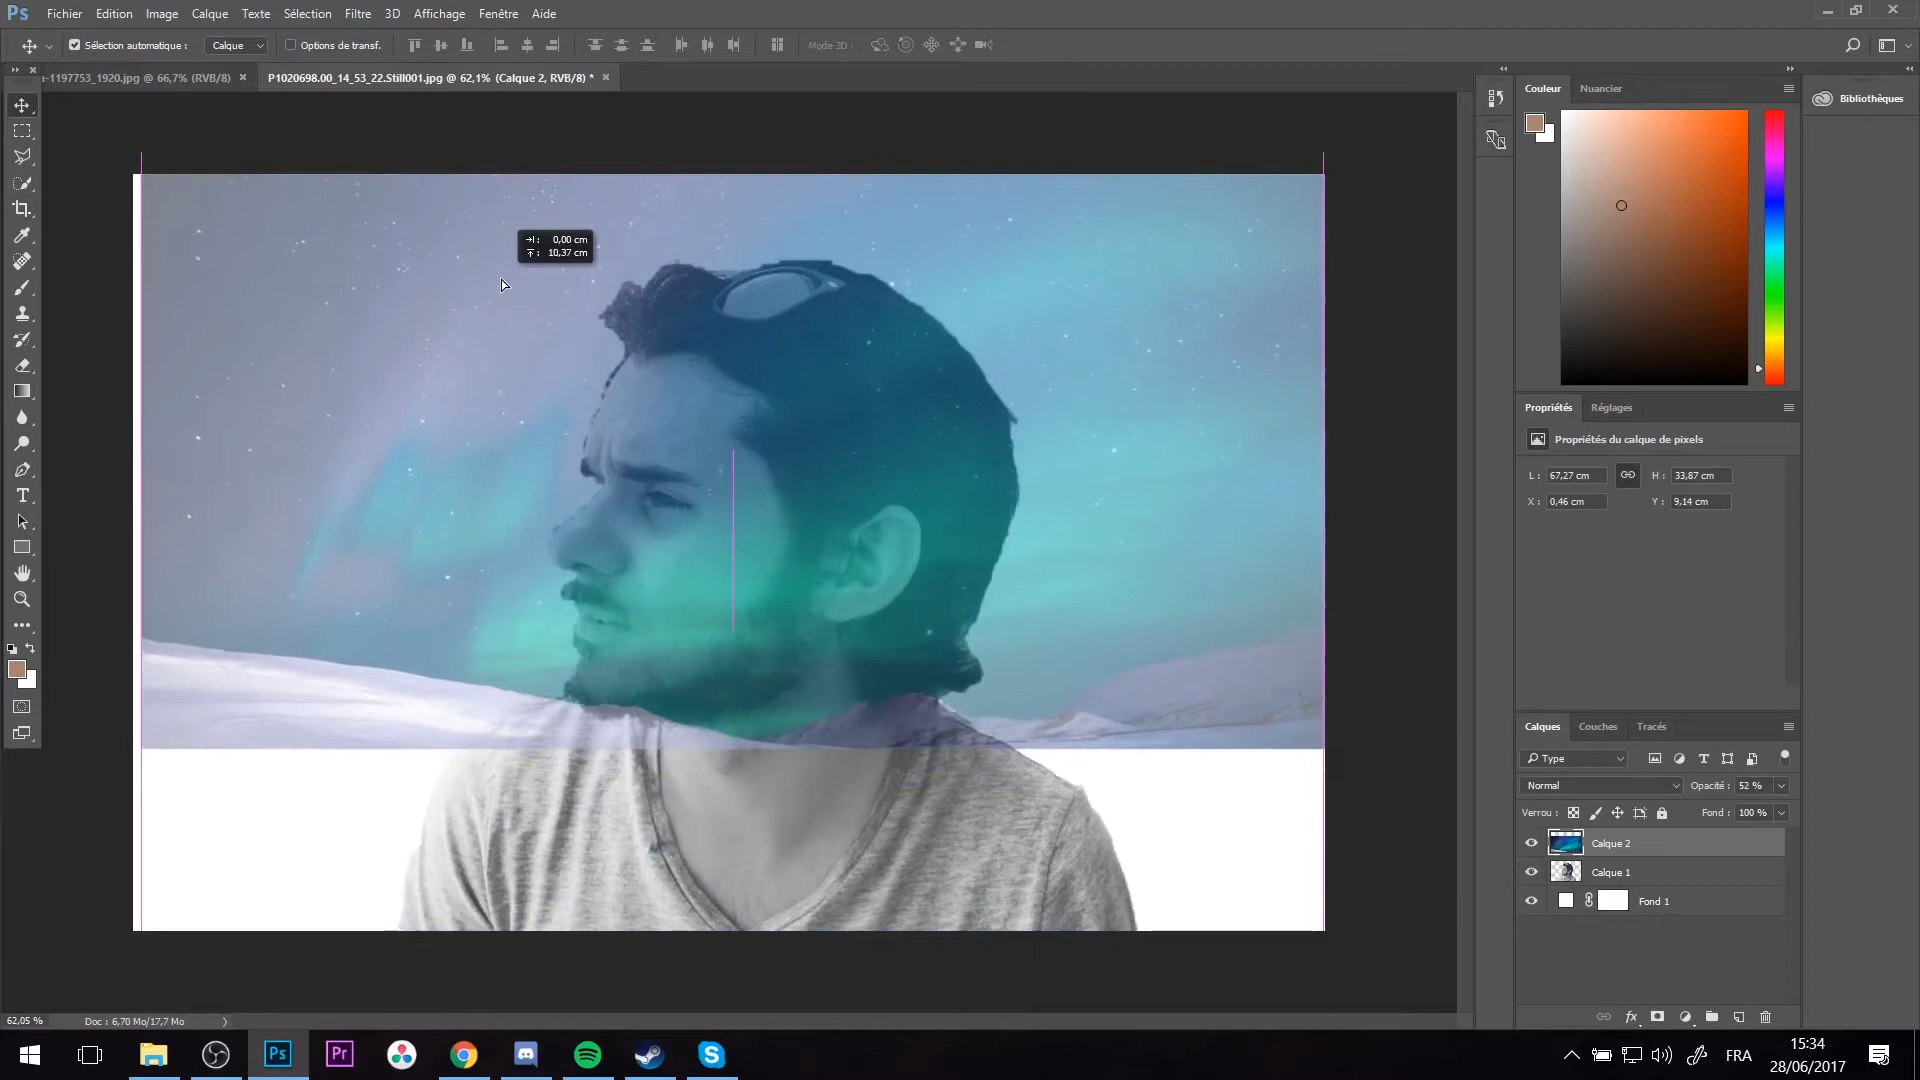 Ps Fichier Edition Image Calque Texte Sélection Filtre 3D Affichage Fenêtre Aide
Sélection automatique : Calque Options de transf. Mode 3D :
a-1197753_1920.jpg @ 66,7% (RVB/8) P1020698.00_14_53_22.Still001.jpg @ 62,1% (Calque 2, RVB/8) *
Couleur Nuancier
Bibliothèques
0,00 cm
10,37 cm
Propriétés Réglages
Propriétés du calque de pixels
L : 67,27 cm H : 33,87 cm
X : 0,46 cm Y : 9,14 cm
T
Calques Couches Tracés
Type T
Normal Opacité : 52 %
Verrou : Fond : 100 %
Calque 2
Calque 1
Fond 1
fx
62,05 % Doc : 6,70 Mo/17,7 Mo
Ps Pr FRA 15:34
28/06/2017